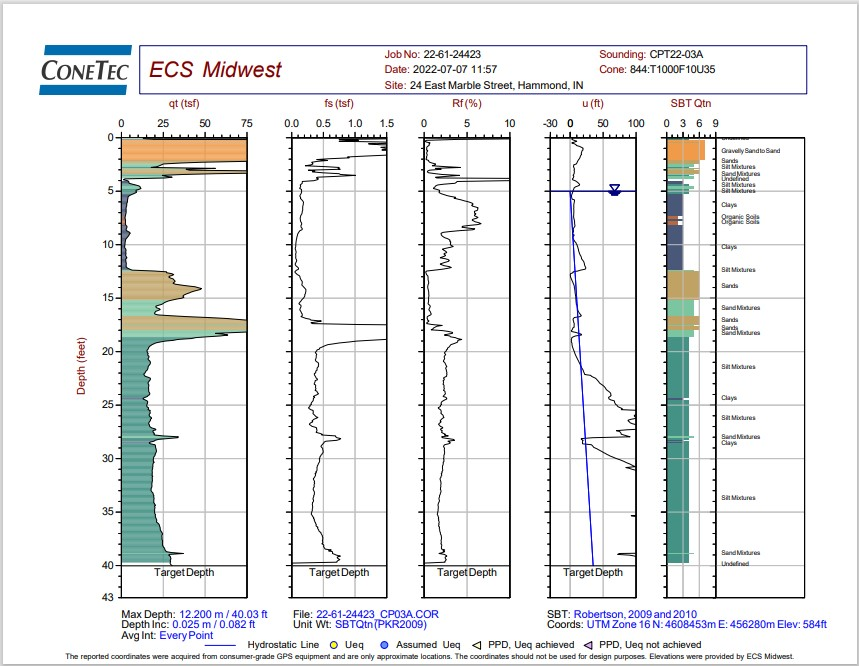 CONETEC
ECS Midwest
Job No: 22-61-24423
Date: 2022-07-07 11:57
Site: 24 East Marble Street, Hammond, IN
Sounding: CPT22-03A
Cone: 844:T1000F10U35
qt (tsf)
fs (tsf)
Rf (%)
u (ft)
SBT Qtn
0 25 50 75
0.0 0.5 1.0 1.5
0 5 10
-30 0 50 100
0 3 6 9
Depth (feet)
0
5
10
15
20
25
30
35
40
43
Gravelly Sand to Sand
Sands
Silt Mixtures
Sand Mixtures
Undefined
Silt Mixtures
Silt Mixtures
Clays
Organic Soils
Organic Soils
Clays
Silt Mixtures
Sands
Sand Mixtures
Sands
Sands
Sand Mixtures
Silt Mixtures
Clays
Silt Mixtures
Sand Mixtures
Clays
Silt Mixtures
Sand Mixtures
Undefined
Target Depth
Target Depth
Target Depth
Target Depth
Max Depth: 12.200 m / 40.03 ft
Depth Inc: 0.025 m / 0.082 ft
Avg Int: Every Point
File: 22-61-24423_CP03A.COR
Unit Wt: SBTQtn(PKR2009)
SBT: Robertson, 2009 and 2010
Coords: UTM Zone 16 N: 4608453m E: 456280m Elev: 584ft
Hydrostatic Line Ueq Assumed Ueq PPD, Ueq achieved PPD, Ueq not achieved
The reported coordinates were acquired from consumer-grade GPS equipment and are only approximate locations. The coordinates should not be used for design purposes. Elevations were provided by ECS Midwest.